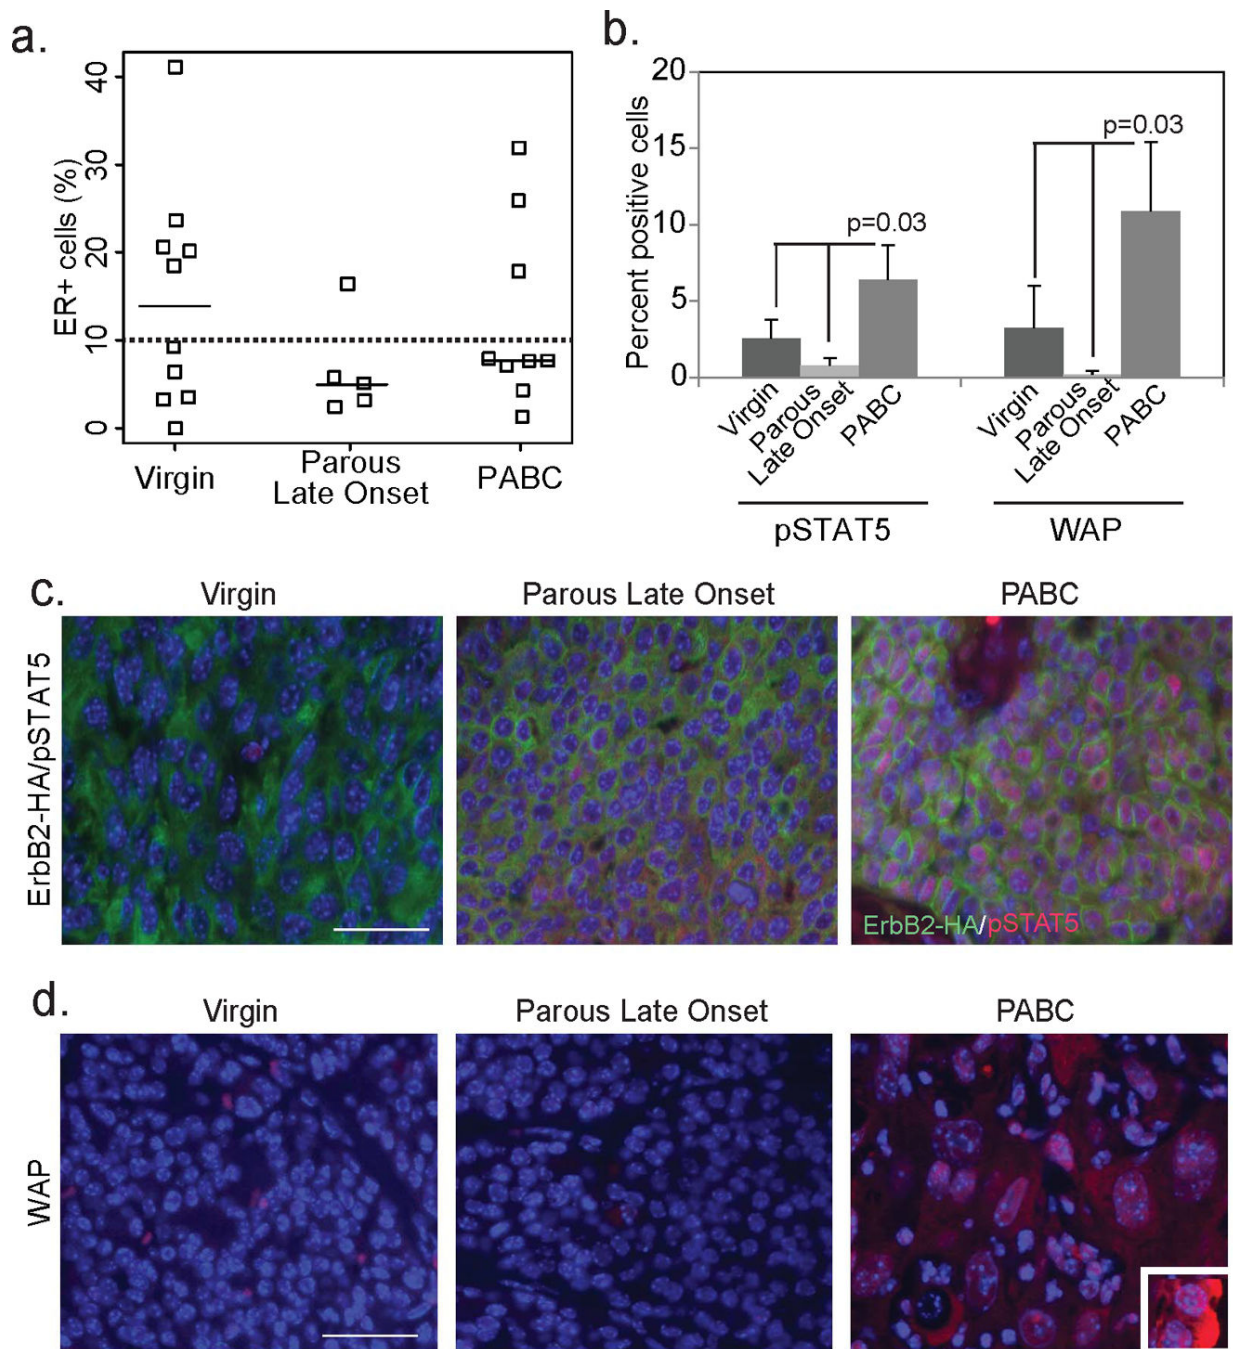 a.
40
30
20
10
0
ER+ cells (%)
Virgin
Parous
Late Onset
PABC
b.
20
15
10
5
0
Percent positive cells
p=0.03
p=0.03
Virgin
Parous
Late Onset
PABC
Virgin
Parous
Late Onset
PABC
pSTAT5
WAP
c.
Virgin
Parous Late Onset
PABC
ErbB2-HA/pSTAT5
ErbB2-HA/pSTAT5
d.
Virgin
Parous Late Onset
PABC
WAP